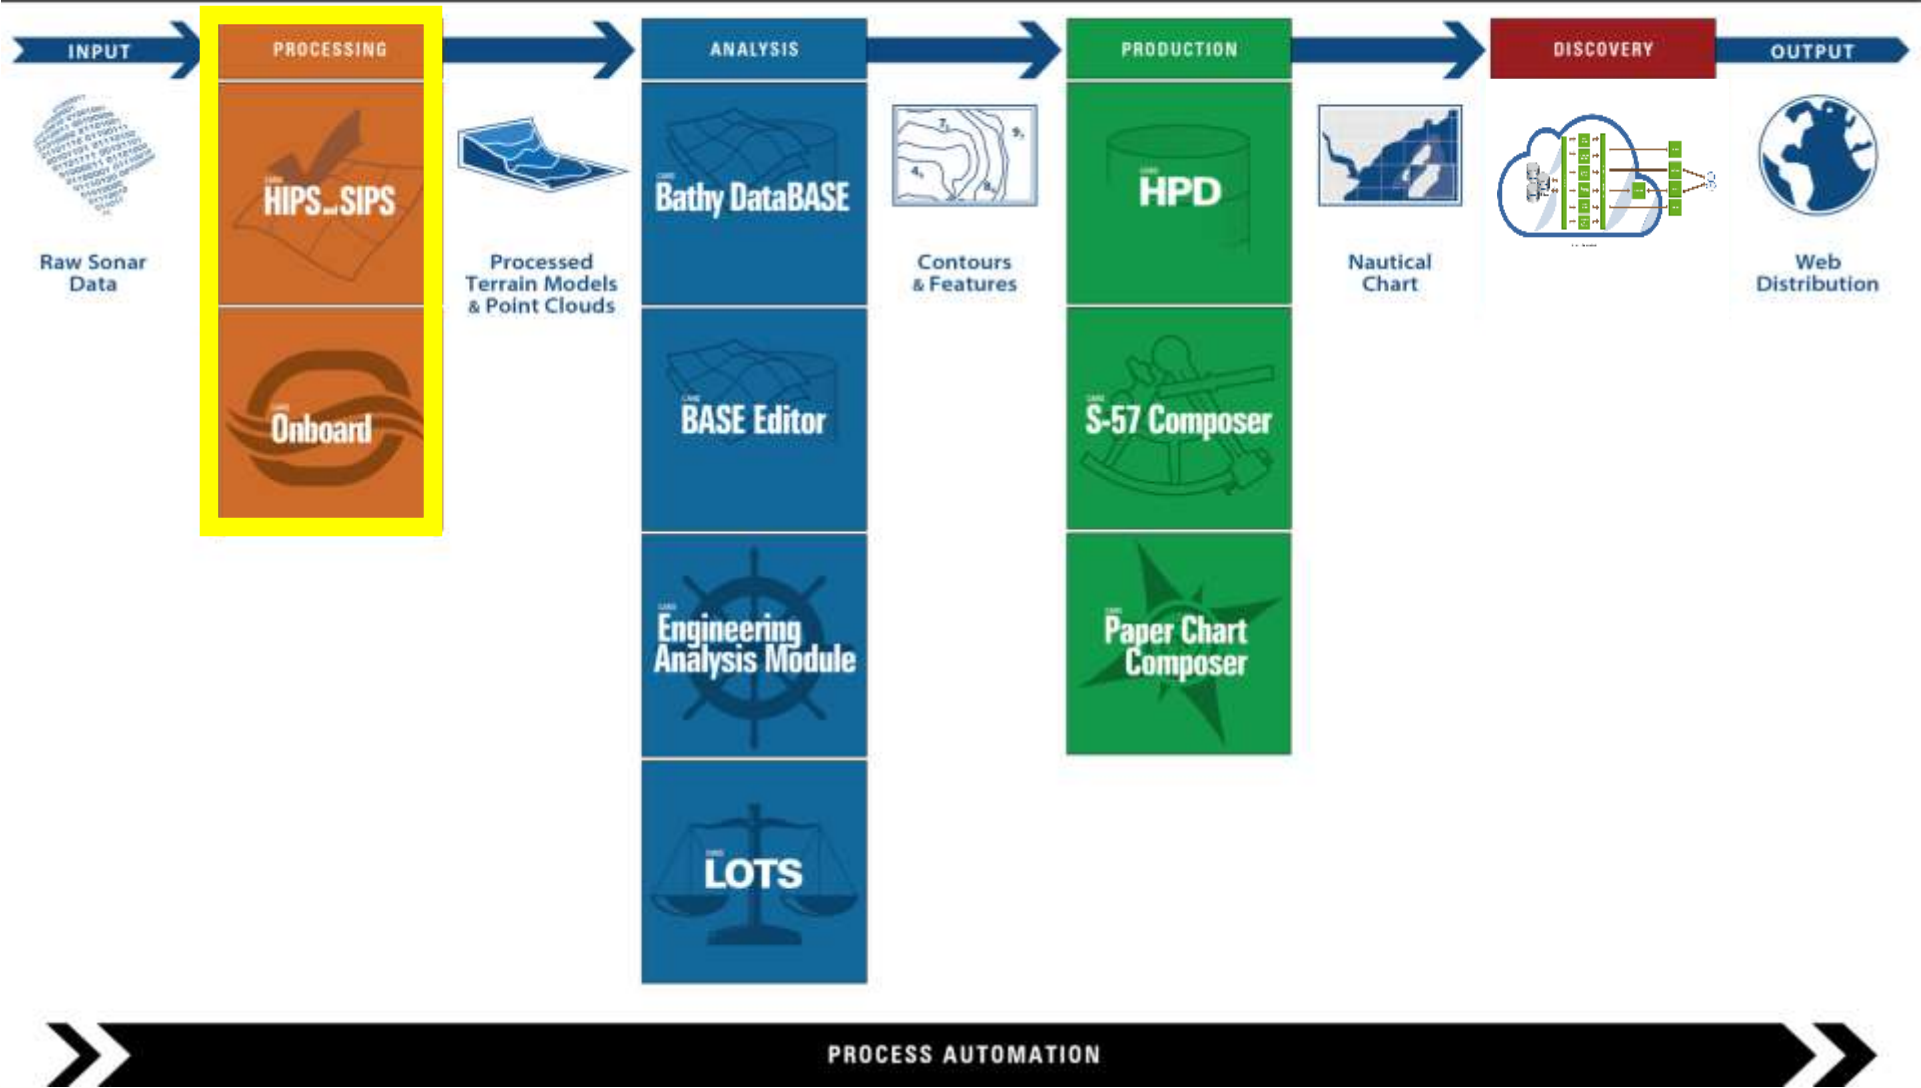 INPUT
PROCESSING
ANALYSIS
PRODUCTION
DISCOVERY
OUTPUT
Raw Sonar
Data
HIPS and SIPS
Onboard
Processed
Terrain Models
& Point Clouds
Bathy DataBASE
BASE Editor
Engineering
Analysis Module
LOTS
Contours
& Features
HPD
S-57 Composer
Paper Chart
Composer
Nautical
Chart
Web
Distribution
PROCESS AUTOMATION